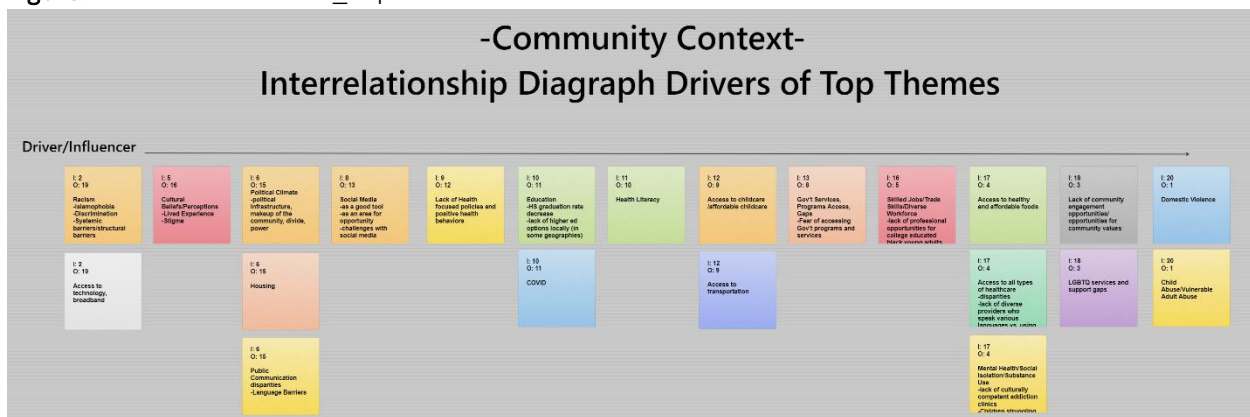 -Community Context-
Interrelationship Diagraph Drivers of Top Themes
Driver/Influencer
I: 2
O: 19
Racism
-Islamophobia
-Discrimination
-Systemic
barriers/structural
barriers
I: 5
O: 16
Cultural
Beliefs/Perceptions
-Lived Experience
-Stigma
I: 6
O: 15
Political Climate
-political
infrastructure,
makeup of the
community, divide,
power
I: 8
O: 13
Social Media
-as a good tool
-as an area for
opportunity
-challenges with
social media
I: 9
O: 12
Lack of Health
focused policies and
positive health
behaviors
I: 10
O: 11
Education
-HS graduation rate
decrease
-lack of higher ed
options locally (in
some geographies)
I: 11
O: 10
Health Literacy
I: 12
O: 9
Access to childcare
/affordable childcare
I: 13
O: 8
Gov't Services,
Programs Access,
Gaps
-Fear of accessing
Gov't programs and
services
I: 16
O: 5
Skilled Jobs/Trade
Skills/Diverse
Workforce
-lack of professional
opportunities for
college educated
black young adults
I: 17
O: 4
Access to healthy
and affordable foods
I: 18
O: 3
Lack of community
engagement
opportunities/
opportunities for
community values
I: 20
O: 1
Domestic Violence
I: 2
O: 19
Access to
technology,
broadband
I: 6
O: 15
Housing
I: 10
O: 11
COVID
I: 12
O: 9
Access to
transportation
I: 17
O: 4
Access to all types
of healthcare
-disparities
-lack of diverse
providers who
speak various
languages vs. using
I: 18
O: 3
LGBTQ services and
support gaps
I: 20
O: 1
Child
Abuse/Vulnerable
Adult Abuse
I: 6
O: 15
Public
Communication
disparities
-Language Barriers
I: 17
O: 4
Mental Health/Social
Isolation/Substance
Use
-lack of culturally
competent addiction
clinics
-Children struggling